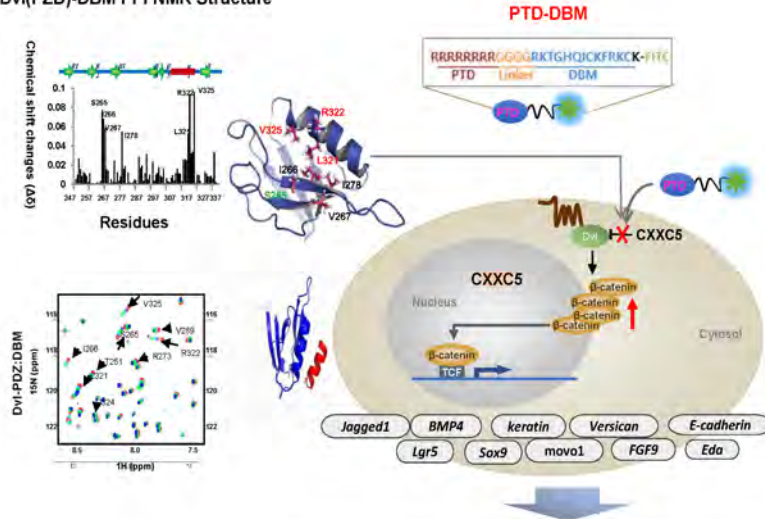 Dvl(PZD)-DBM PPI NMR Structure
PTD-DBM
RRRRRRRRGGGGRKTGHQICKFRKCK-FITC
PTD Linker DBM
PTD
Chemical shift changes (Δδ)
0.1
0.08
0.06
0.04
0.02
0
S265
I266
V267
I278
R322
V325
L321
247 257 267 277 287 297 307 317 327 337
Residues
R322
V325
L321
I266
I278
S265
V267
PTD
Dvl
CXXC5
CXXC5
Nucleus
β-catenin
β-catenin
β-catenin
β-catenin
Cytosol
β-catenin
TCF
Dvl-PDZ:DBM
15N (ppm)
116
118
120
122
116
118
120
122
V325
V269
R322
I266
R273
8.5 8.0 7.5
1H (ppm)
Jagged1 BMP4 keratin Versican E-cadherin
Lgr5 Sox9 movo1 FGF9 Eda